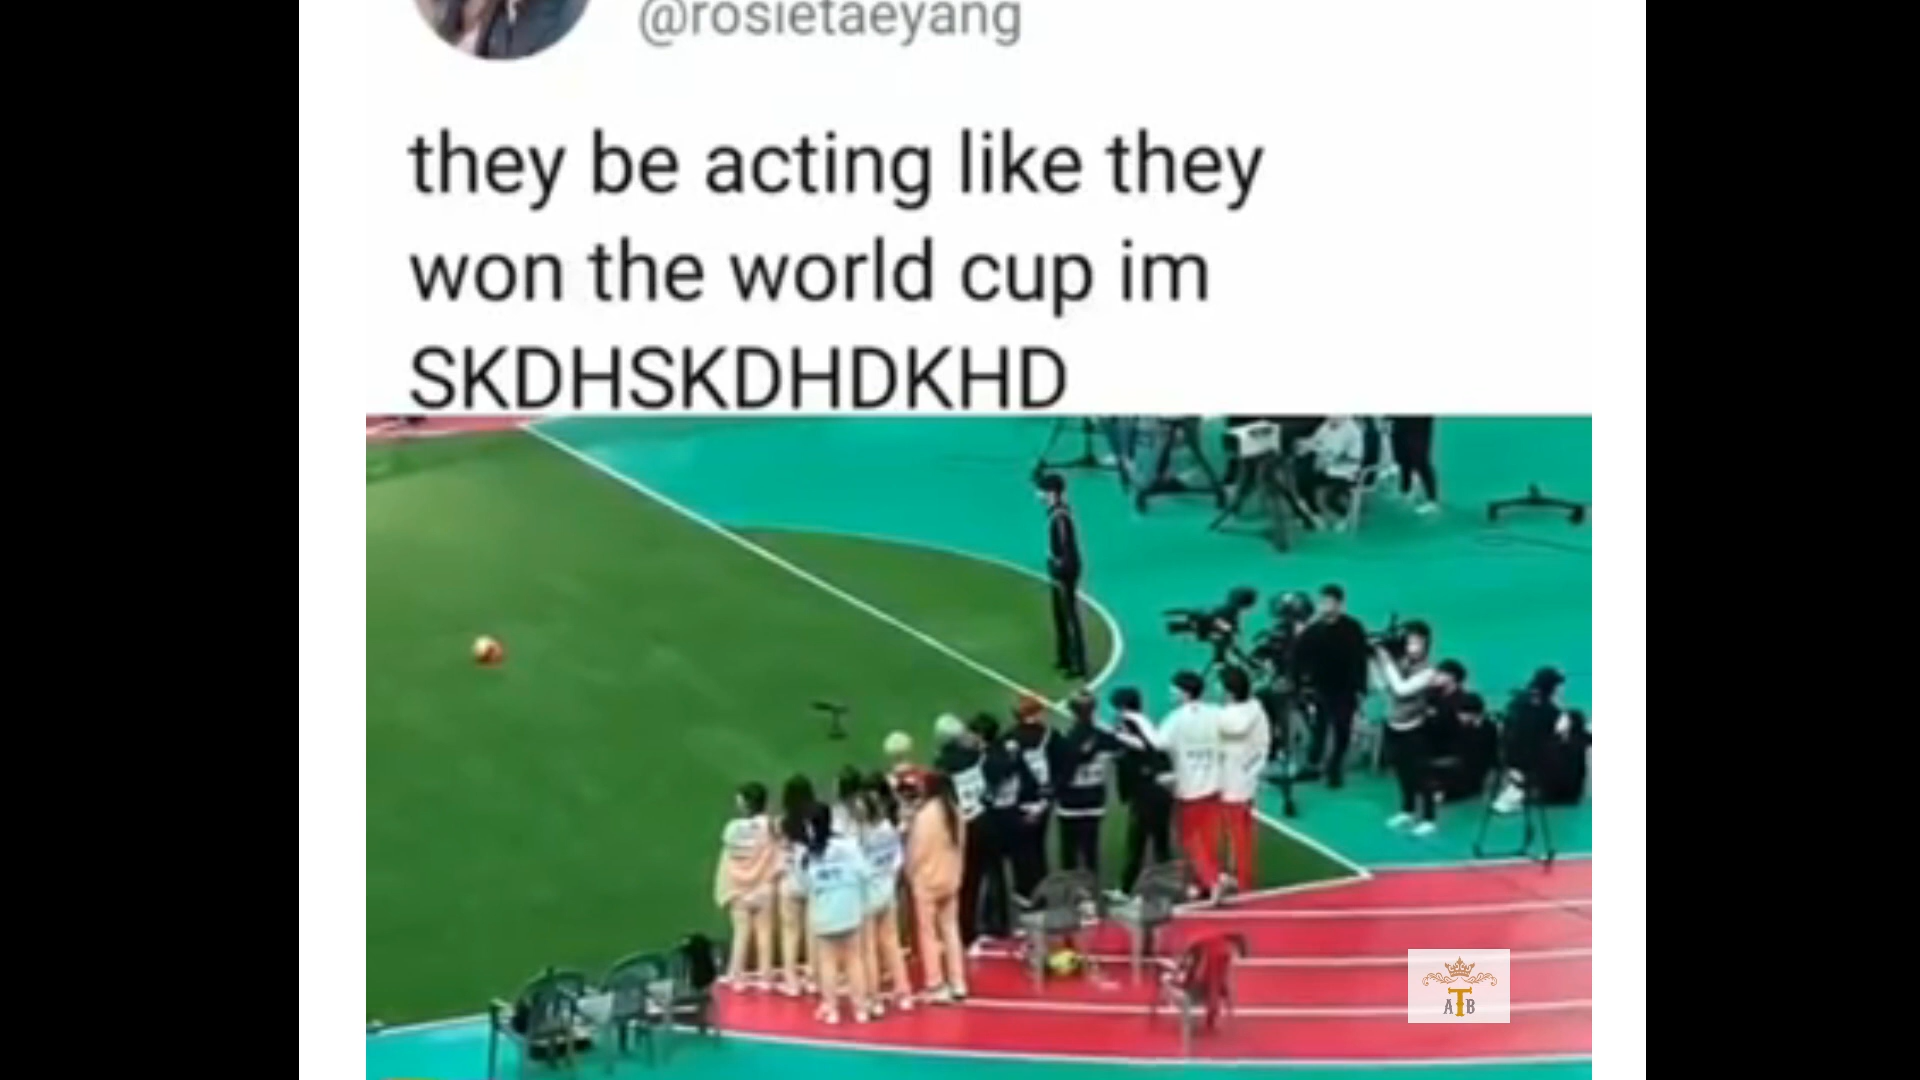 @rosietaeyang
they be acting like they
won the world cup im
SKDHSKDHDKHD
ATB